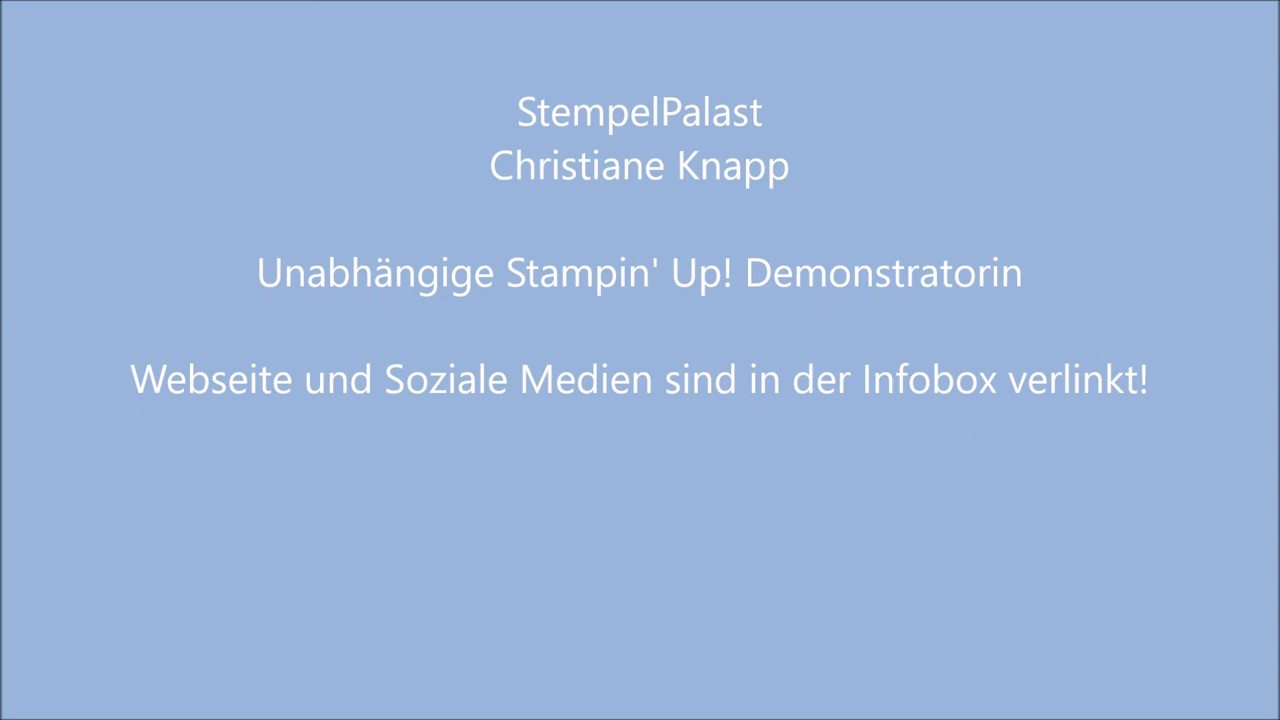 StempelPalast
Christiane Knapp
Unabhängige Stampin' Up! Demonstratorin
Webseite und Soziale Medien sind in der Infobox verlinkt!